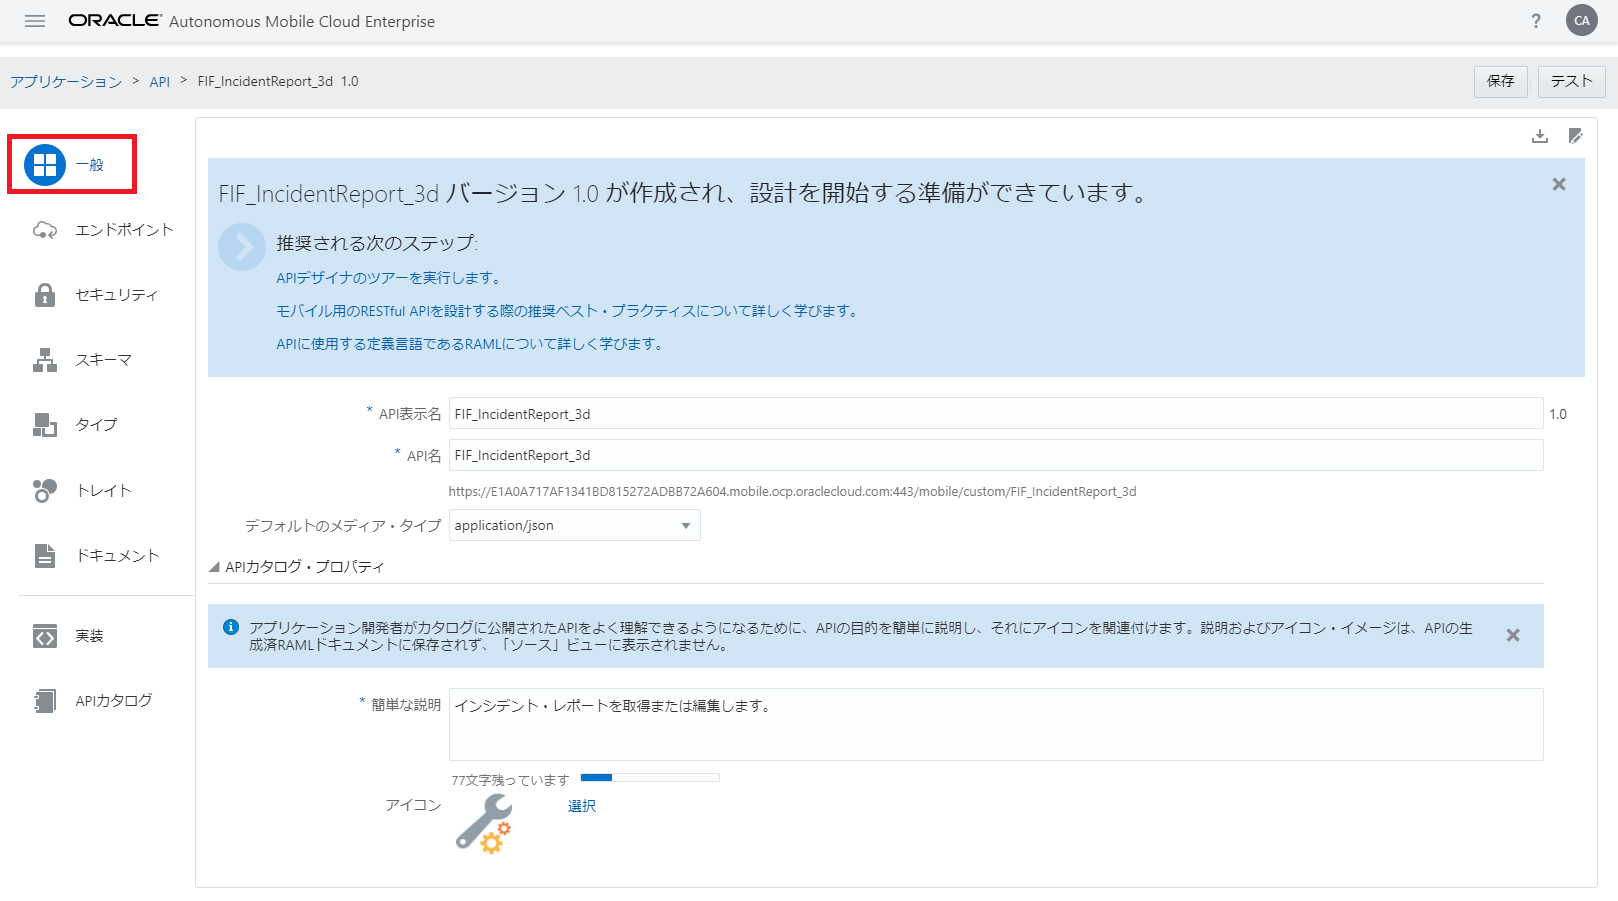 ORACLE Autonomous Mobile Cloud Enterprise
?
CA
アプリケーション > API > FIF_IncidentReport_3d 1.0
保存
テスト
一般
エンドポイント
セキュリティ
スキーマ
タイプ
トレイト
ドキュメント
実装
APIカタログ
FIF_IncidentReport_3d バージョン 1.0 が作成され、設計を開始する準備ができています。
推奨される次のステップ:
APIデザイナのツアーを実行します。
モバイル用のRESTful APIを設計する際の推奨ベスト・プラクティスについて詳しく学びます。
APIに使用する定義言語であるRAMLについて詳しく学びます。
* API表示名 FIF_IncidentReport_3d 1.0
* API名 FIF_IncidentReport_3d
https://E1A0A717AF1341BD815272ADBB72A604.mobile.ocp.oraclecloud.com:443/mobile/custom/FIF_IncidentReport_3d
デフォルトのメディア・タイプ application/json
APIカタログ・プロパティ
アプリケーション開発者がカタログに公開されたAPIをよく理解できるようになるために、APIの目的を簡単に説明し、それにアイコンを関連付けます。説明およびアイコン・イメージは、APIの生
成済RAMLドキュメントに保存されず、「ソース」ビューに表示されません。
* 簡単な説明 インシデント・レポートを取得または編集します。
77文字残っています
アイコン 選択